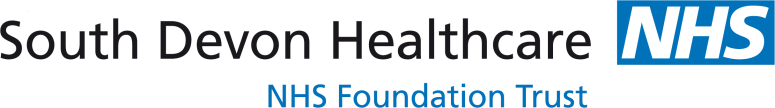 South Devon Healthcare NHS
NHS Foundation Trust